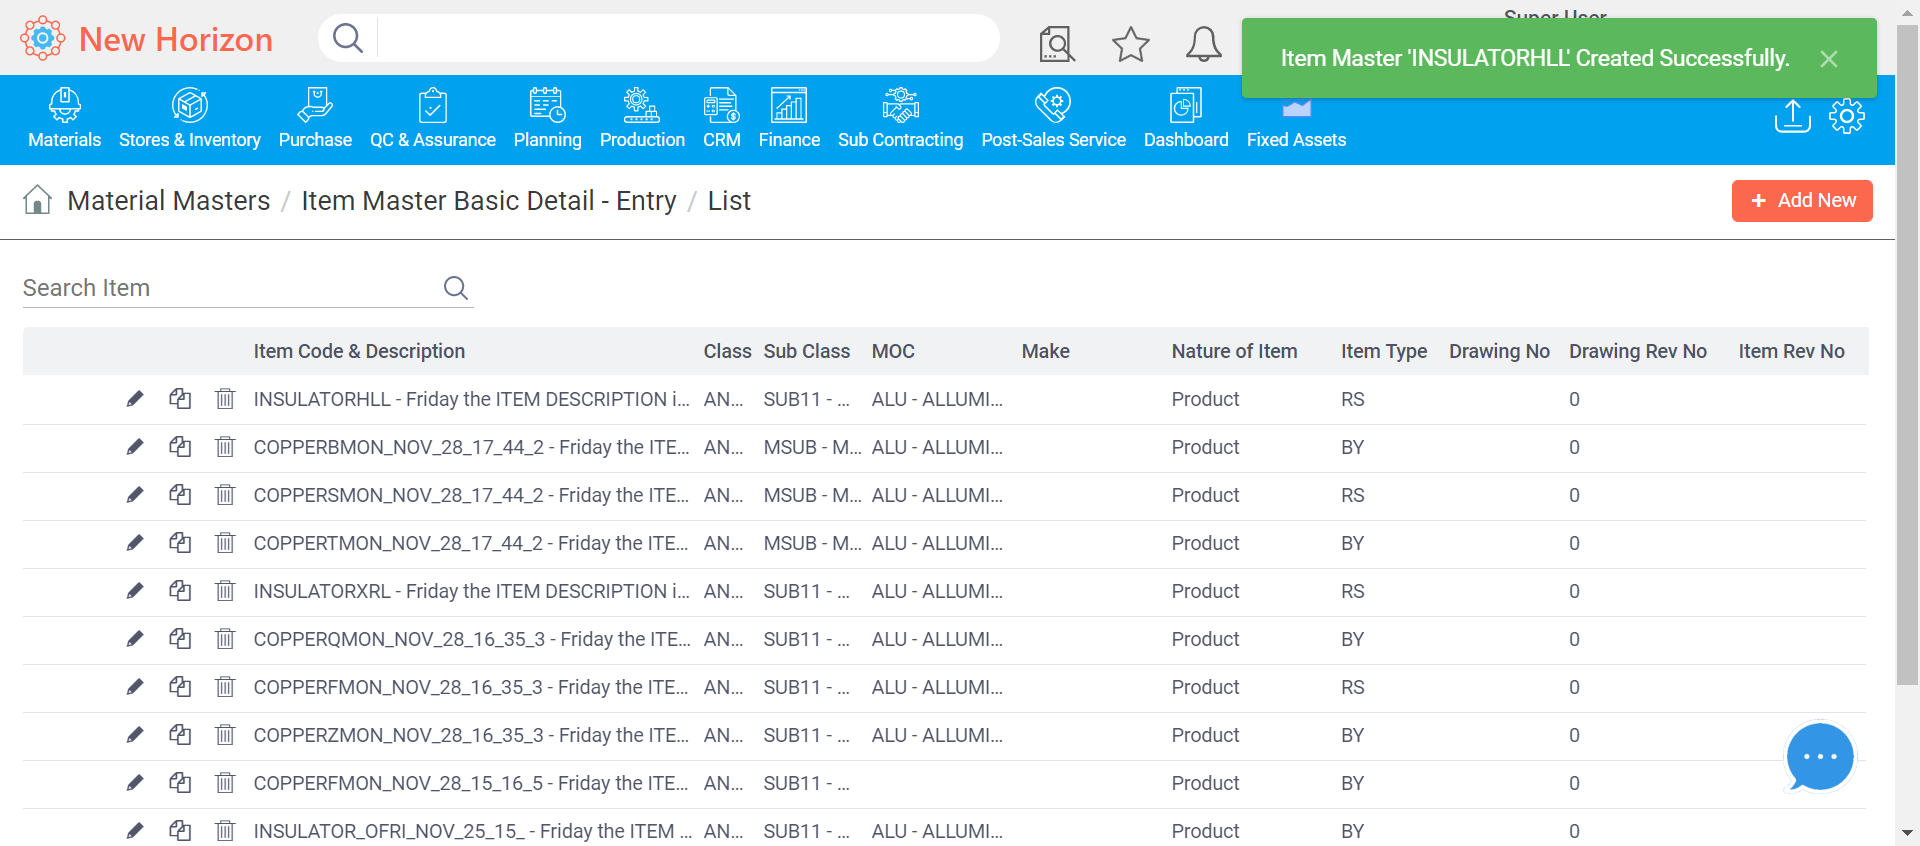 New Horizon
Super User
Item Master 'INSULATORHLL' Created Successfully.
Materials Stores & Inventory Purchase QC & Assurance Planning Production CRM Finance Sub Contracting Post-Sales Service Dashboard Fixed Assets
Material Masters / Item Master Basic Detail - Entry / List
+ Add New
Search Item
Item Code & Description Class Sub Class MOC Make Nature of Item Item Type Drawing No Drawing Rev No Item Rev No
INSULATORHLL - Friday the ITEM DESCRIPTION i... AN... SUB11 - ... ALU - ALLUMI... Product RS 0
COPPERBMON_NOV_28_17_44_2 - Friday the ITE... AN... MSUB - M... ALU - ALLUMI... Product BY 0
COPPERSMON_NOV_28_17_44_2 - Friday the ITE... AN... MSUB - M... ALU - ALLUMI... Product RS 0
COPPERTMON_NOV_28_17_44_2 - Friday the ITE... AN... MSUB - M... ALU - ALLUMI... Product BY 0
INSULATORXRL - Friday the ITEM DESCRIPTION i... AN... SUB11 - ... ALU - ALLUMI... Product RS 0
COPPERQMON_NOV_28_16_35_3 - Friday the ITE... AN... SUB11 - ... ALU - ALLUMI... Product BY 0
COPPERFMON_NOV_28_16_35_3 - Friday the ITE... AN... SUB11 - ... ALU - ALLUMI... Product RS 0
COPPERZMON_NOV_28_16_35_3 - Friday the ITE... AN... SUB11 - ... ALU - ALLUMI... Product BY 0
COPPERFMON_NOV_28_15_16_5 - Friday the ITE... AN... SUB11 - ... Product BY 0
INSULATOR_OFRI_NOV_25_15_ - Friday the ITEM ... AN... SUB11 - ... ALU - ALLUMI... Product BY 0